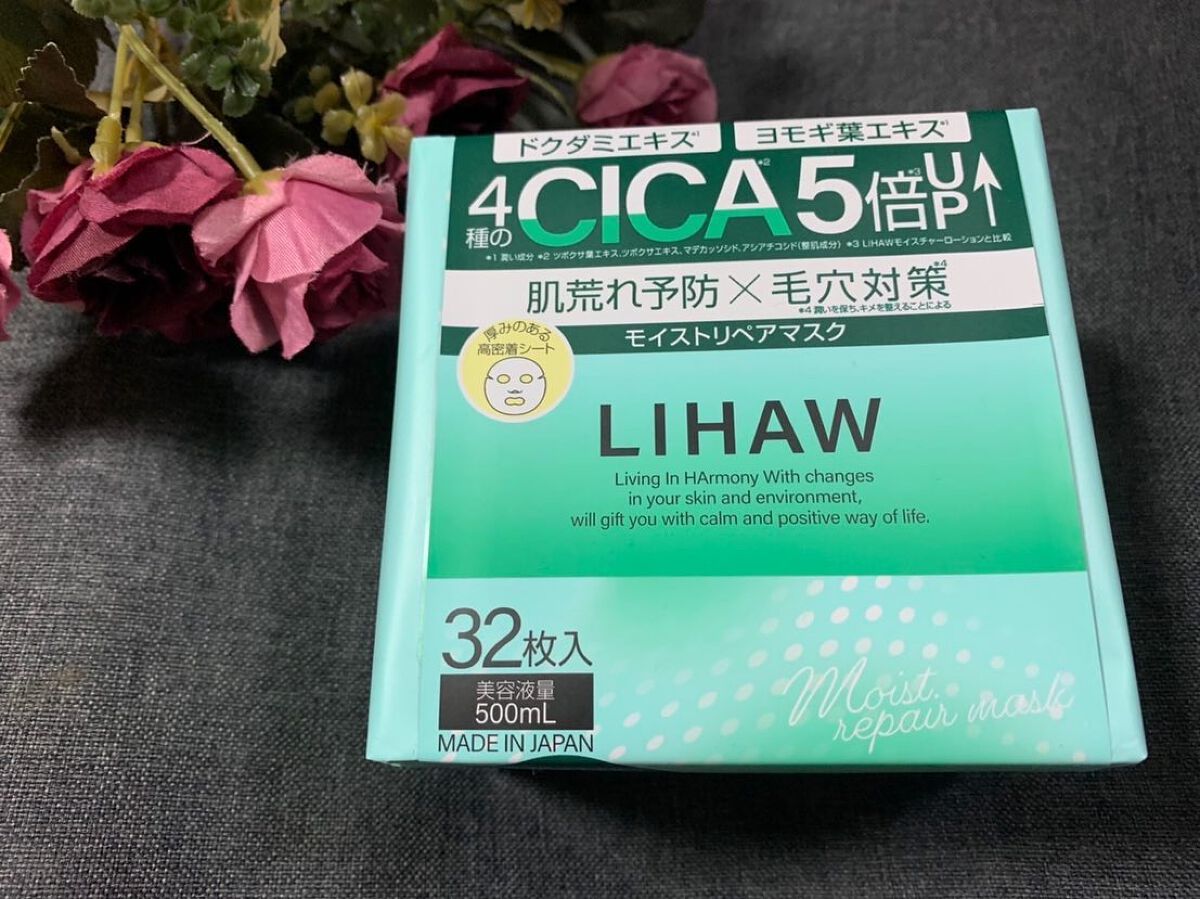 ドクダミエキス*1 ヨモギ葉エキス*1
4種のCICA*2 5倍*3UP↑
*1 潤い成分 *2 ツボクサ葉エキス、ツボクサエキス、マデカッソシド、アシアチコシド(整肌成分) *3 LIHAWモイスチャーローションと比較
肌荒れ予防×毛穴対策*4
*4 潤いを保ち、キメを整えることによる
モイストリペアマスク
厚みのある
高密着シート
LIHAW
Living In HArmony With changes
in your skin and environment,
will gift you with calm and positive way of life.
32枚入
美容液量
500mL
MADE IN JAPAN
Moist.
repair mask